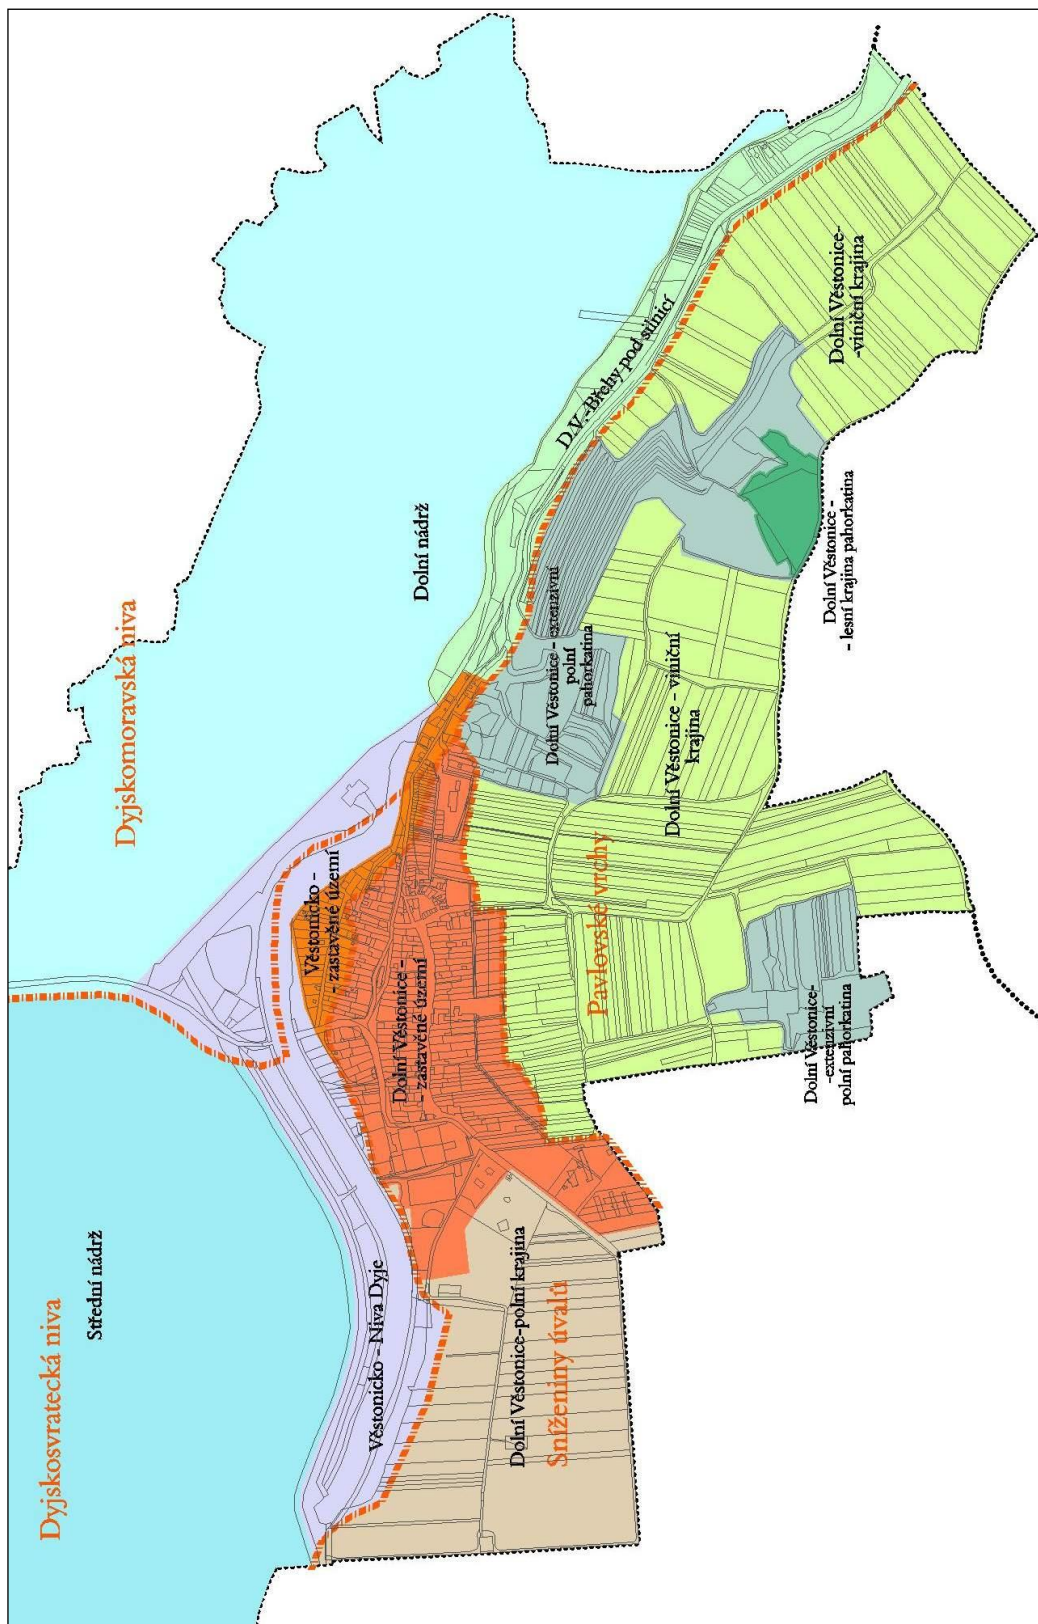 Dyjskosvratecká niva
Střední nádrž
Dyjskomoravská niva
Dolní nádrž
Věstonicko - Niva Dyje
Věstonicko -
- zastavěné území
Dolní Věstonice -
- zastavěné území
D.V.-Břehy pod silnicí
Dolní Věstonice-polní krajina
Sníženiny úvalů
Dolní Věstonice - extenzivní
polní
pahorkatina
Pavlovské vrchy
Dolní Věstonice - viniční
krajina
Dolní Věstonice-
-viniční krajina
Dolní Věstonice-
-extenzivní
polní pahorkatina
Dolní Věstonice -
- lesní krajina pahorkatina